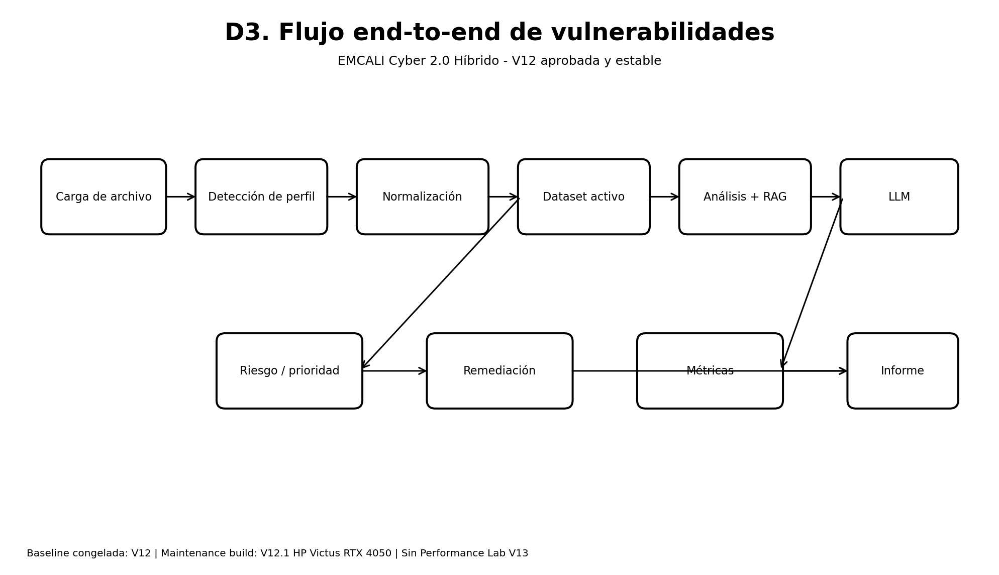 D3. Flujo end-to-end de vulnerabilidades
EMCALI Cyber 2.0 Híbrido - V12 aprobada y estable
Carga de archivo
Detección de perfil
Normalización
Dataset activo
Análisis + RAG
LLM
Riesgo / prioridad
Remediación
Métricas
Informe
Baseline congelada: V12 | Maintenance build: V12.1 HP Victus RTX 4050 | Sin Performance Lab V13